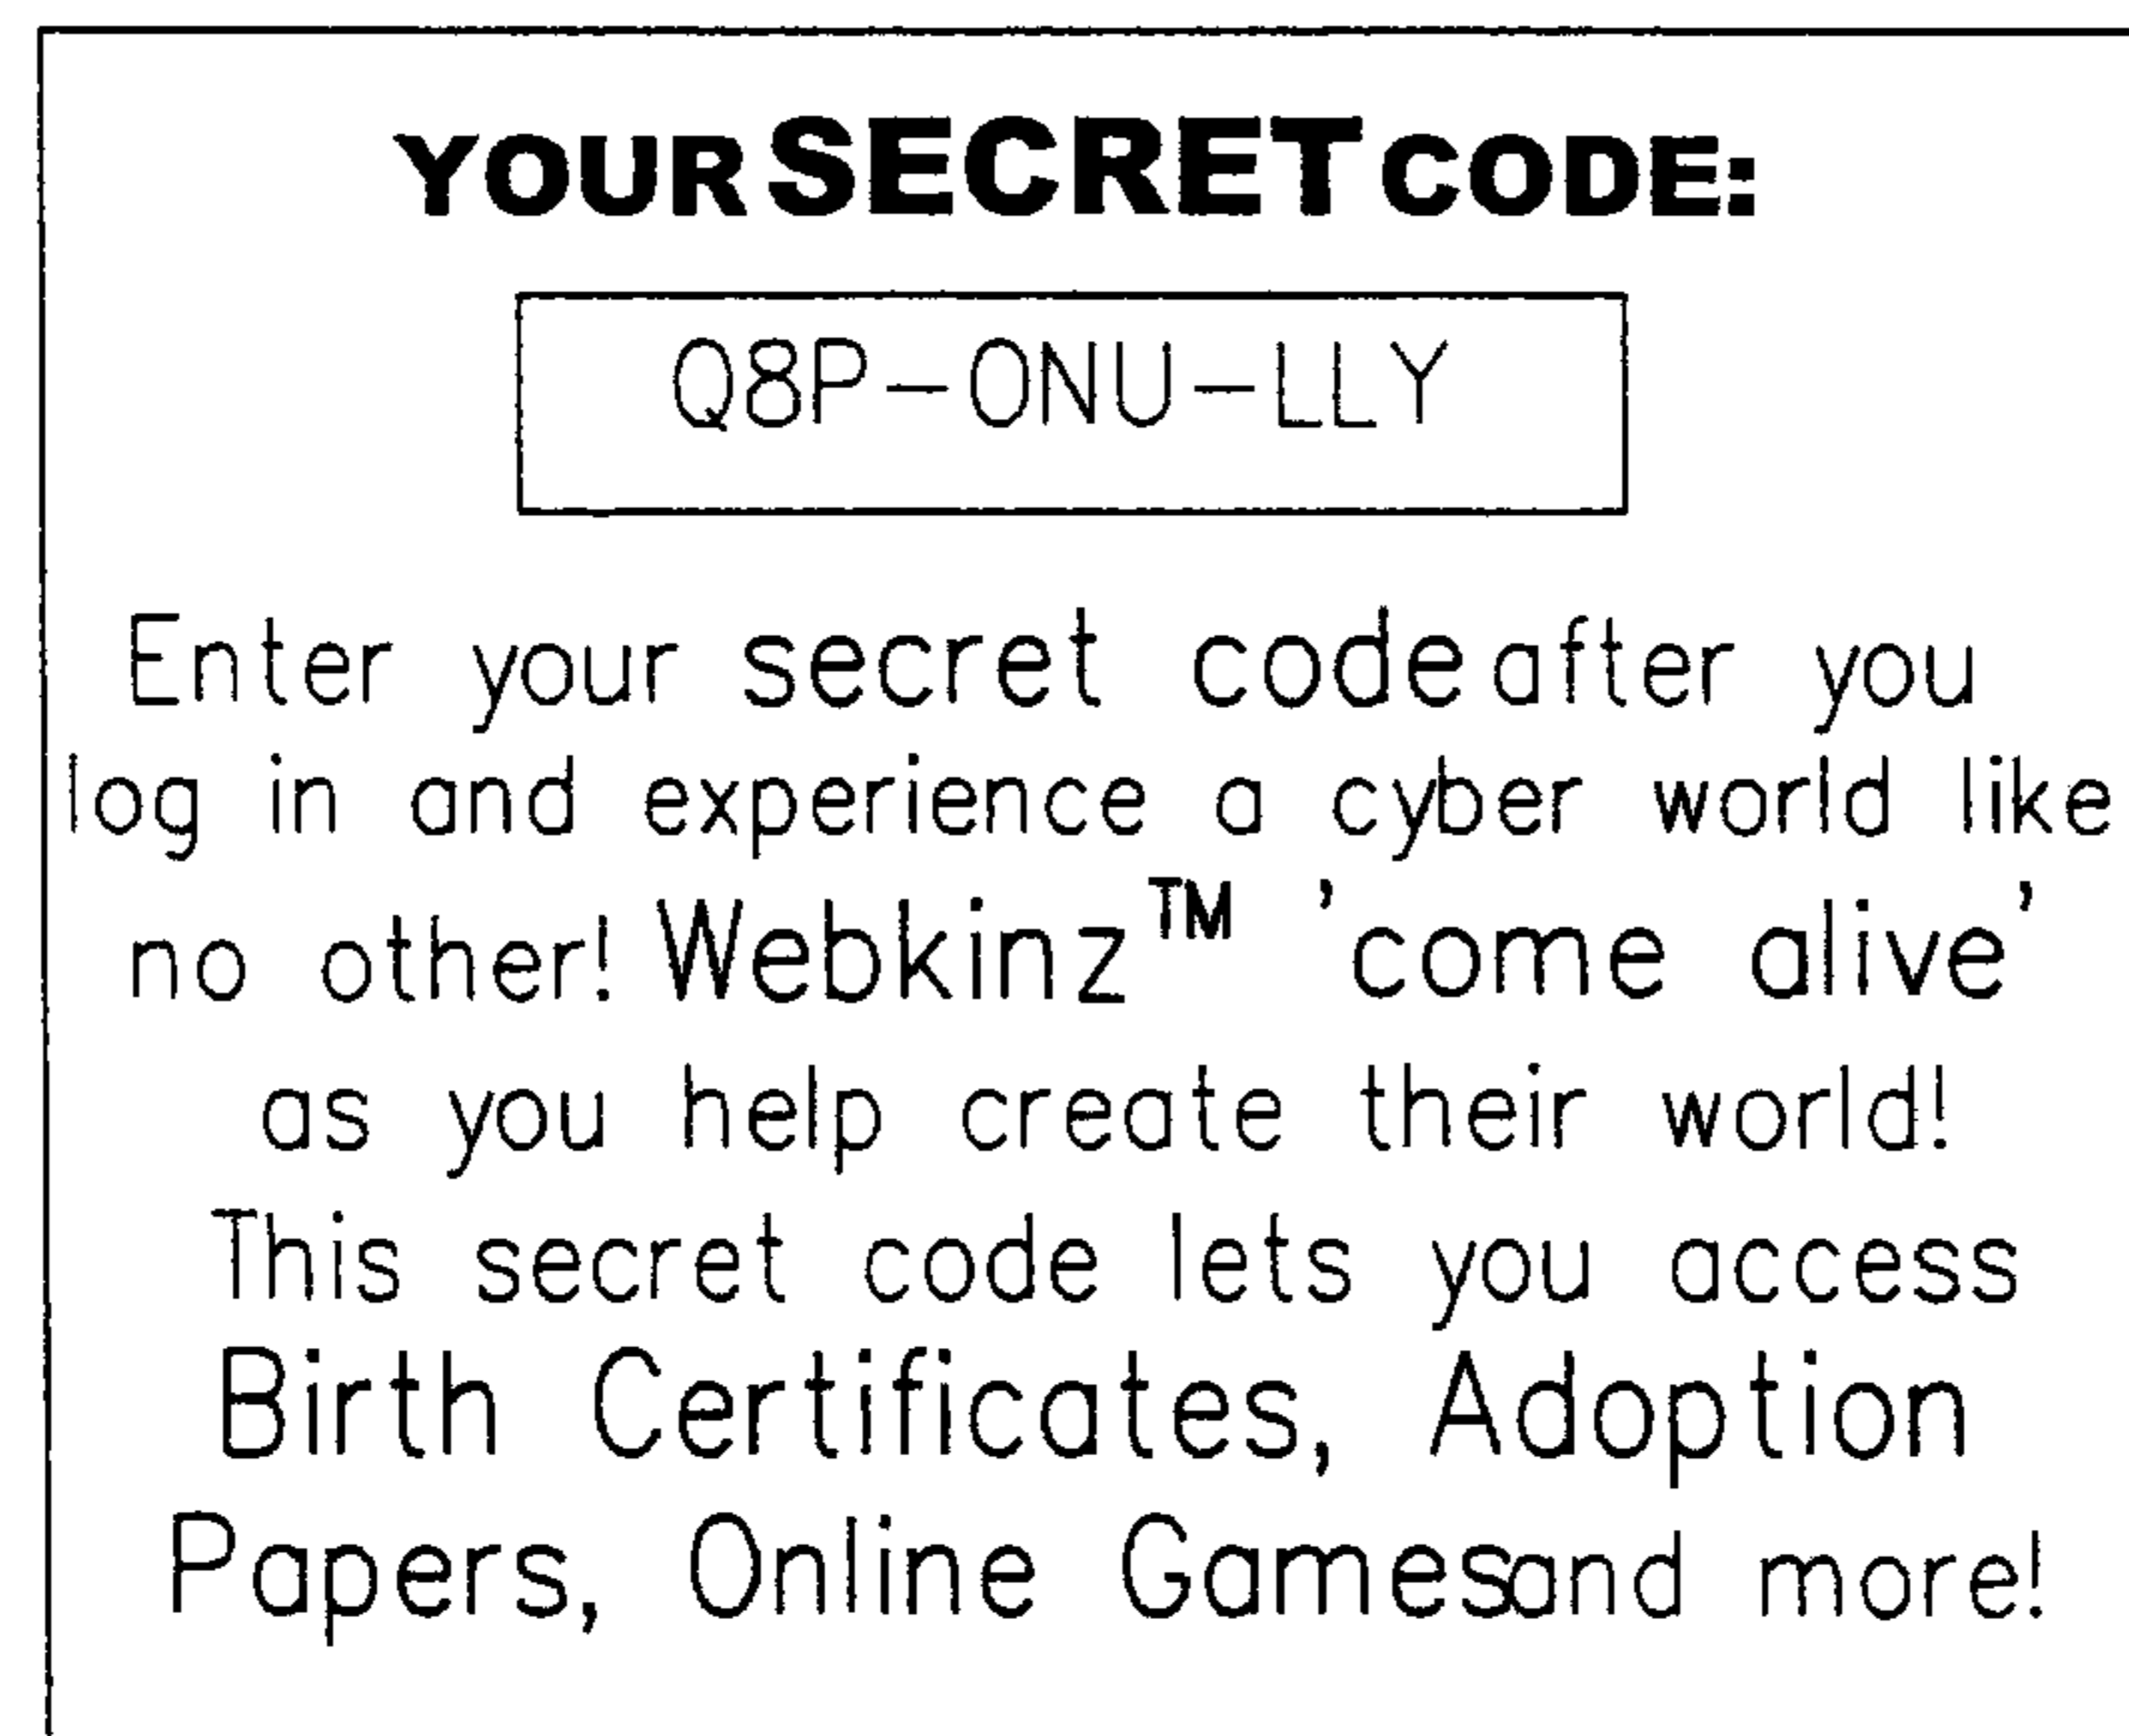 YOUR SECRET CODE:
Q8P-ONU-LLY
Enter your secret code after you
log in and experience a cyber world like
no other! Webkinz™ 'come alive'
as you help create their world!
This secret code lets you access
Birth Certificates, Adoption
Papers, Online Games and more!